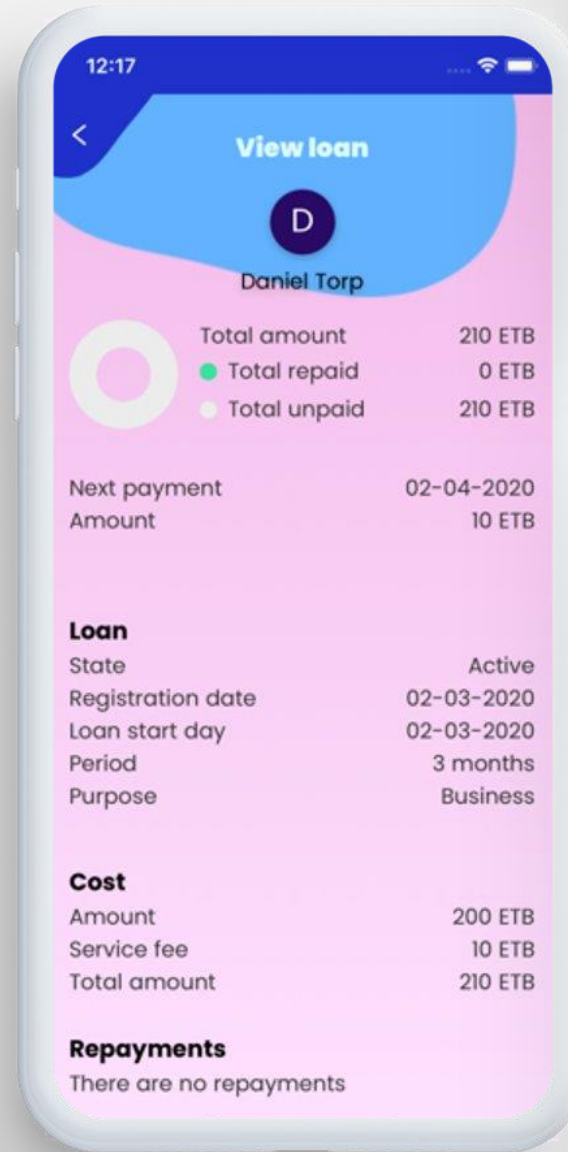 12:17
View loan
D
Daniel Torp
Total amount 210 ETB
Total repaid 0 ETB
Total unpaid 210 ETB
Next payment 02-04-2020
Amount 10 ETB
Loan
State Active
Registration date 02-03-2020
Loan start day 02-03-2020
Period 3 months
Purpose Business
Cost
Amount 200 ETB
Service fee 10 ETB
Total amount 210 ETB
Repayments
There are no repayments